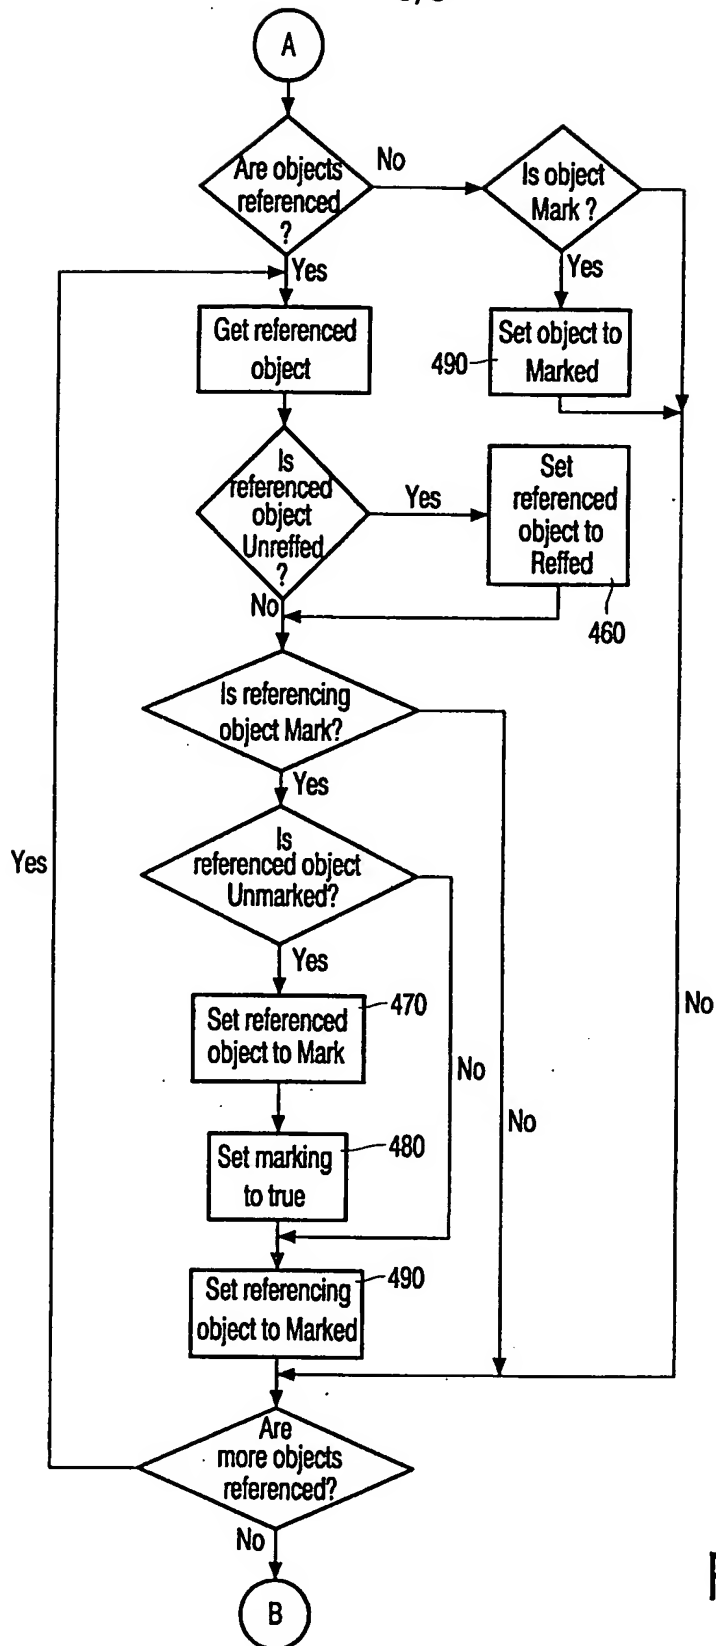 A
Are objects
referenced
?
No
Is object
Mark ?
Yes
Yes
Get referenced
object
490
Set object to
Marked
Is
referenced
object
Unreffed
?
Yes
Set
referenced
object to
Reffed
No
460
Is referencing
object Mark?
Yes
Is
referenced object
Unmarked?
Yes
Yes
470
Set referenced
object to Mark
No
No
No
480
Set marking
to true
490
Set referencing
object to Marked
Are
more objects
referenced?
No
B